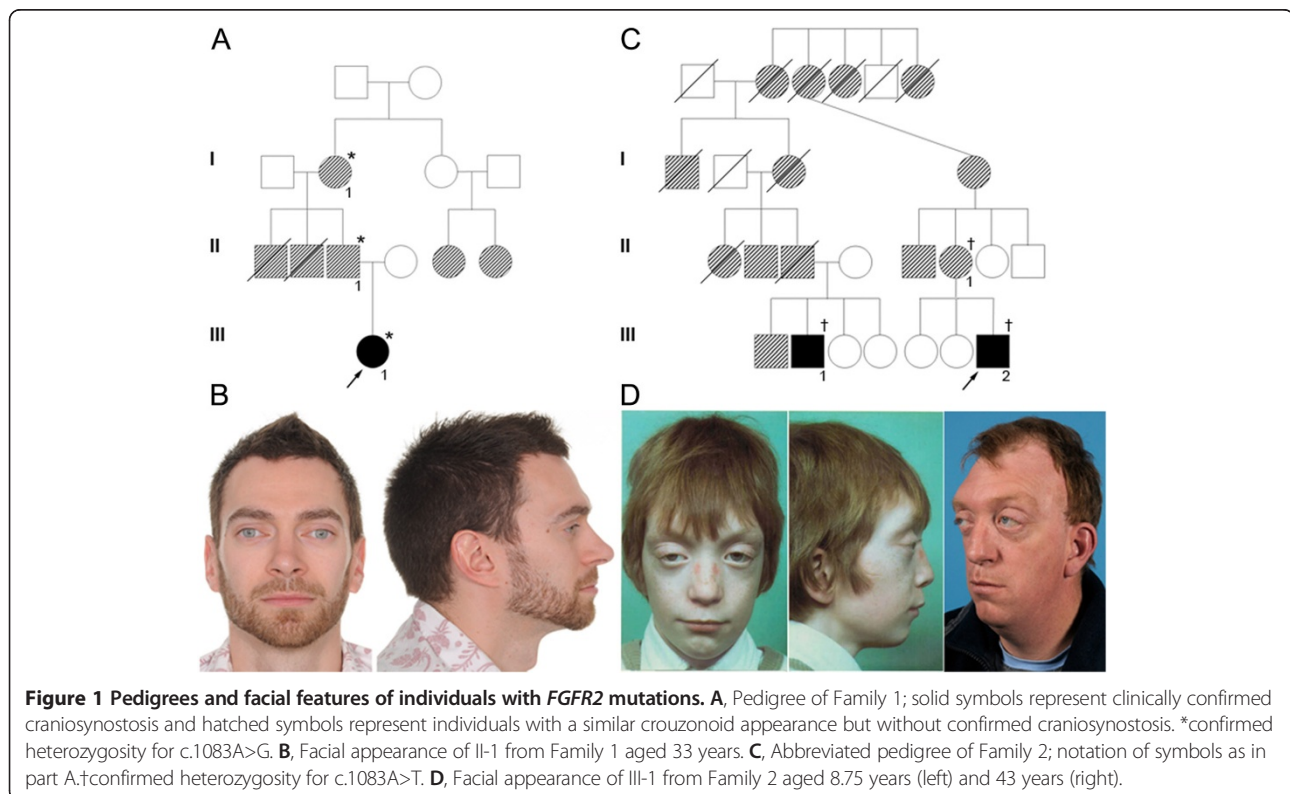 A
C
*
I
1
†
II
*
1
1
†
†
III
*
1
1
2
B
D
Figure 1 Pedigrees and facial features of individuals with FGFR2 mutations. A, Pedigree of Family 1; solid symbols represent clinically confirmed
craniosynostosis and hatched symbols represent individuals with a similar crouzonoid appearance but without confirmed craniosynostosis. *confirmed
heterozygosity for c.1083A>G. B, Facial appearance of II-1 from Family 1 aged 33 years. C, Abbreviated pedigree of Family 2; notation of symbols as in
part A.†confirmed heterozygosity for c.1083A>T. D, Facial appearance of III-1 from Family 2 aged 8.75 years (left) and 43 years (right).